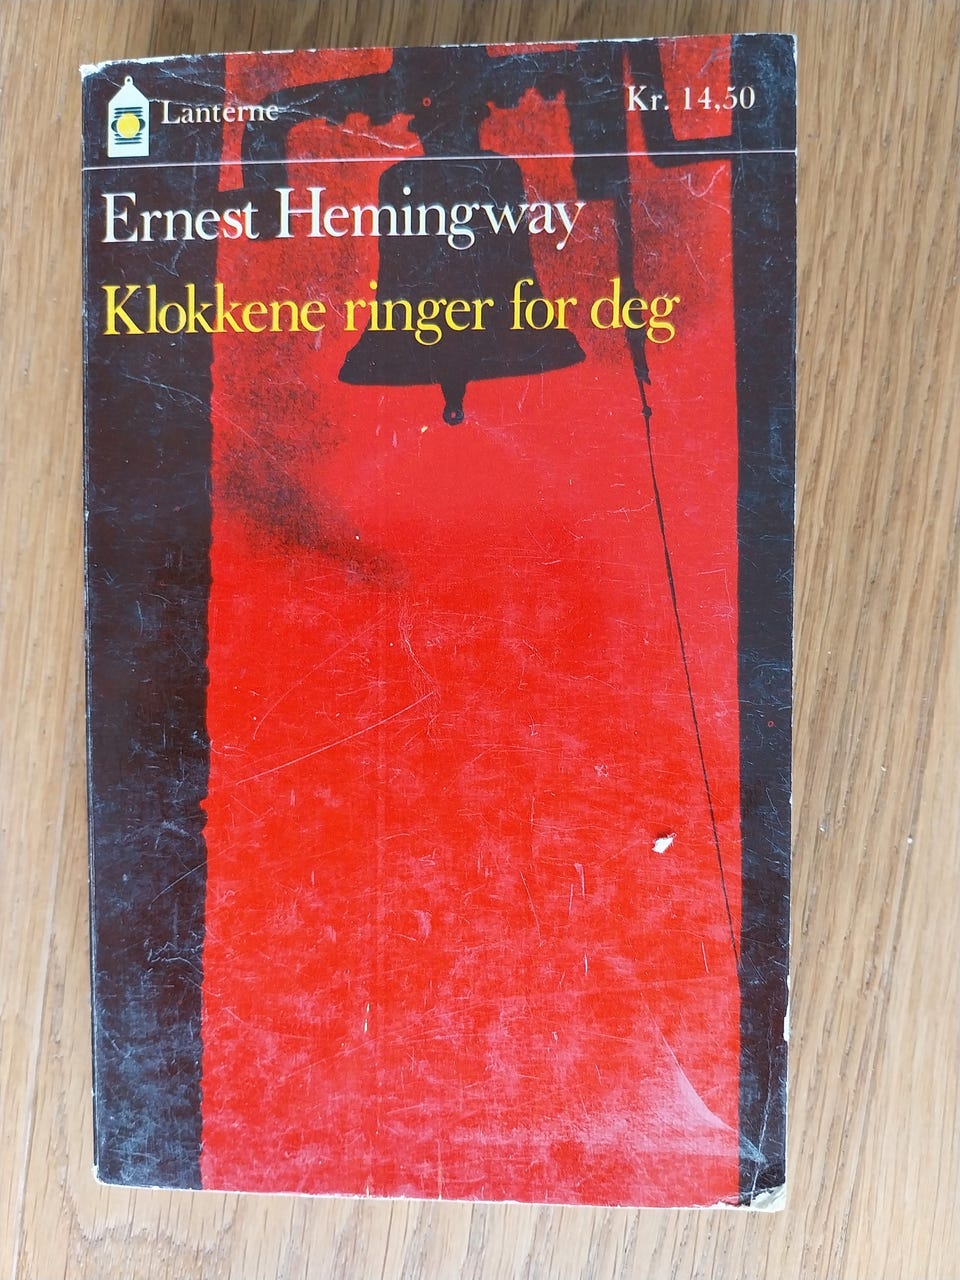 Lanterne
Kr. 14,50
Ernest Hemingway
Klokkene ringer for deg